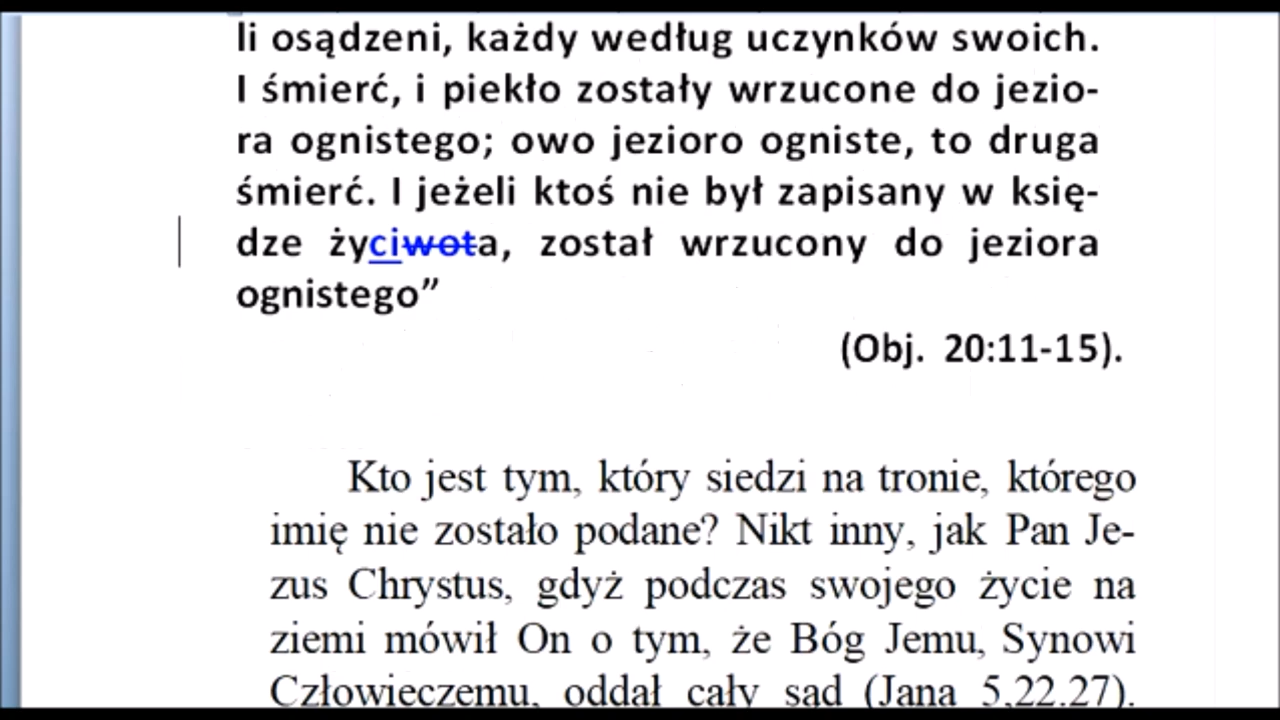 li osądzeni, każdy według uczynków swoich.
I śmierć, i piekło zostały wrzucone do jezio-
ra ognistego; owo jezioro ogniste, to druga
śmierć. I jeżeli ktoś nie był zapisany w księ-
dze życiwota, został wrzucony do jeziora
ognistego”
(Obj. 20:11-15).
Kto jest tym, który siedzi na tronie, którego
imię nie zostało podane? Nikt inny, jak Pan Je-
zus Chrystus, gdyż podczas swojego życie na
ziemi mówił On o tym, że Bóg Jemu, Synowi
Człowieczemu, oddał cały sąd (Jana 5,22.27).